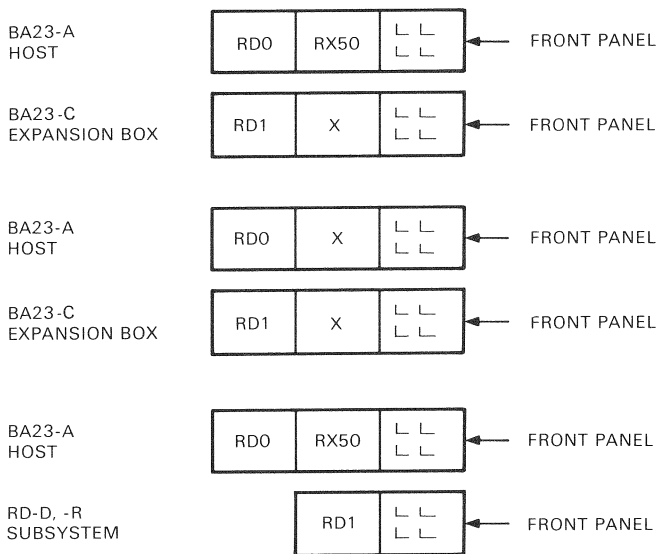 BA23-A
HOST
RD0 RX50 FRONT PANEL
BA23-C
EXPANSION BOX
RD1 X FRONT PANEL
BA23-A
HOST
RD0 X FRONT PANEL
BA23-C
EXPANSION BOX
RD1 X FRONT PANEL
BA23-A
HOST
RD0 RX50 FRONT PANEL
RD-D, -R
SUBSYSTEM
RD1 FRONT PANEL